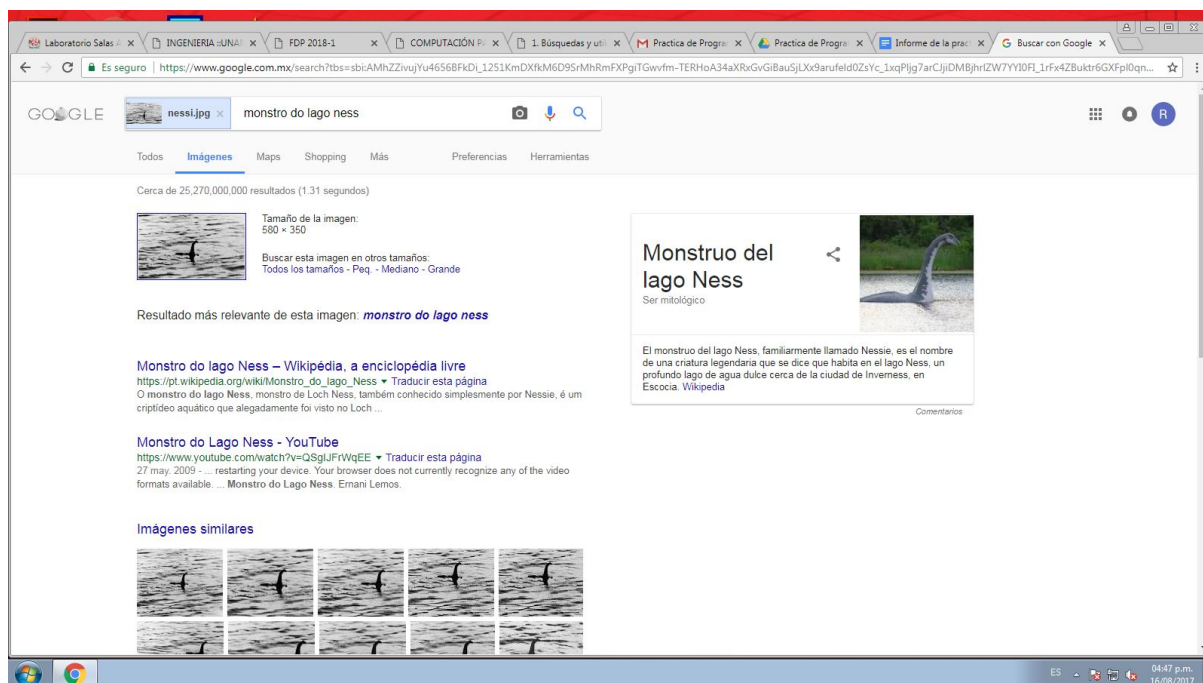 Laboratorio Salas A
INGENIERIA ::UNA
FDP 2018-1
COMPUTACIÓN P
1. Búsquedas y util
Practica de Progra
Practica de Progra
Informe de la pract
Buscar con Google
Es seguro
https://www.google.com.mx/search?tbs=sbi:
GOOGLE
nessi.jpg
monstro do lago ness
R
Todos Imágenes Maps Shopping Más Preferencias Herramientas
Cerca de 25,270,000,000 resultados (1.31 segundos)
Tamaño de la imagen:
580 × 350
Buscar esta imagen en otros tamaños:
Todos los tamaños - Peq. - Mediano - Grande
Resultado más relevante de esta imagen: monstro do lago ness
Monstro do lago Ness – Wikipédia, a enciclopédia livre
https://pt.wikipedia.org/wiki/Monstro_do_lago_Ness ▾ Traducir esta página
O monstro do lago Ness, monstro de Loch Ness, também conhecido simplesmente por Nessie, é um
criptídeo aquático que alegadamente foi visto no Loch ...
Monstro do Lago Ness - YouTube
https://www.youtube.com/watch?v=QSgIJFrWqEE ▾ Traducir esta página
27 may. 2009 - ... restarting your device. Your browser does not currently recognize any of the video
formats available. ... Monstro do Lago Ness. Ernani Lemos.
Imágenes similares
Monstruo del
lago Ness
Ser mitológico
El monstruo del lago Ness, familiarmente llamado Nessie, es el nombre
de una criatura legendaria que se dice que habita en el lago Ness, un
profundo lago de agua dulce cerca de la ciudad de Inverness, en
Escocia. Wikipedia
Comentarios
ES
04:47 p.m.
16/08/2017